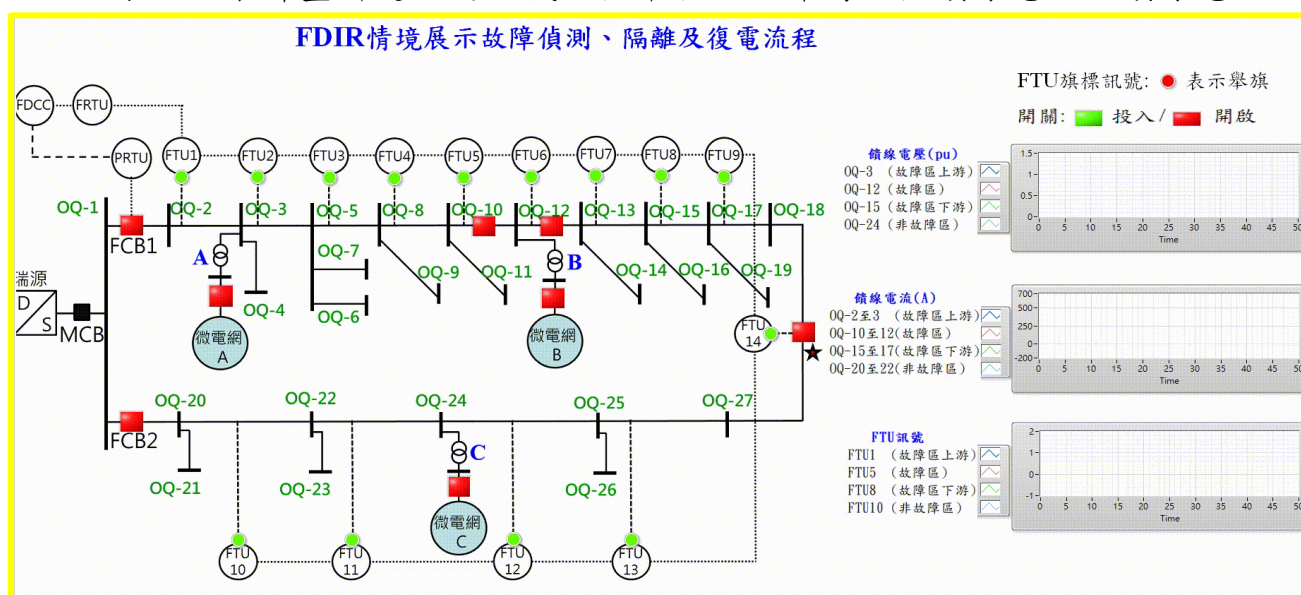 FDIR情境展示故障偵測、隔離及復電流程
FTU旗標訊號: 表示舉旗
開關: 投入/ 開啟
FDCC
FRTU
PRTU
FTU1
FTU2
FTU3
FTU4
FTU5
FTU6
FTU7
FTU8
FTU9
OQ-1
OQ-2
OQ-3
OQ-5
OQ-8
OQ-10
OQ-12
OQ-13
OQ-15
OQ-17
OQ-18
FCB1
A
OQ-4
OQ-7
OQ-6
OQ-9
OQ-11
B
OQ-14
OQ-16
OQ-19
瑞源
D
S
MCB
微電網
A
微電網
B
FTU
14
FCB2
OQ-20
OQ-22
OQ-24
OQ-25
OQ-27
OQ-21
OQ-23
C
OQ-26
微電網
C
FTU
10
FTU
11
FTU
12
FTU
13
饋線電壓(pu)
OQ-3 (故障區上游)
OQ-12 (故障區)
OQ-15 (故障區下游)
OQ-24 (非故障區)
1.5
1
0.5
0
0 5 10 15 20 25 30 35 40 45 50
Time
饋線電流(A)
OQ-2至3 (故障區上游)
OQ-10至12(故障區)
OQ-15至17(故障區下游)
OQ-20至22(非故障區)
700
500
250
0
-200
0 5 10 15 20 25 30 35 40 45 50
Time
FTU訊號
FTU1 (故障區上游)
FTU5 (故障區)
FTU8 (故障區下游)
FTU10 (非故障區)
2
1
0
-1
0 5 10 15 20 25 30 35 40 45 50
Time